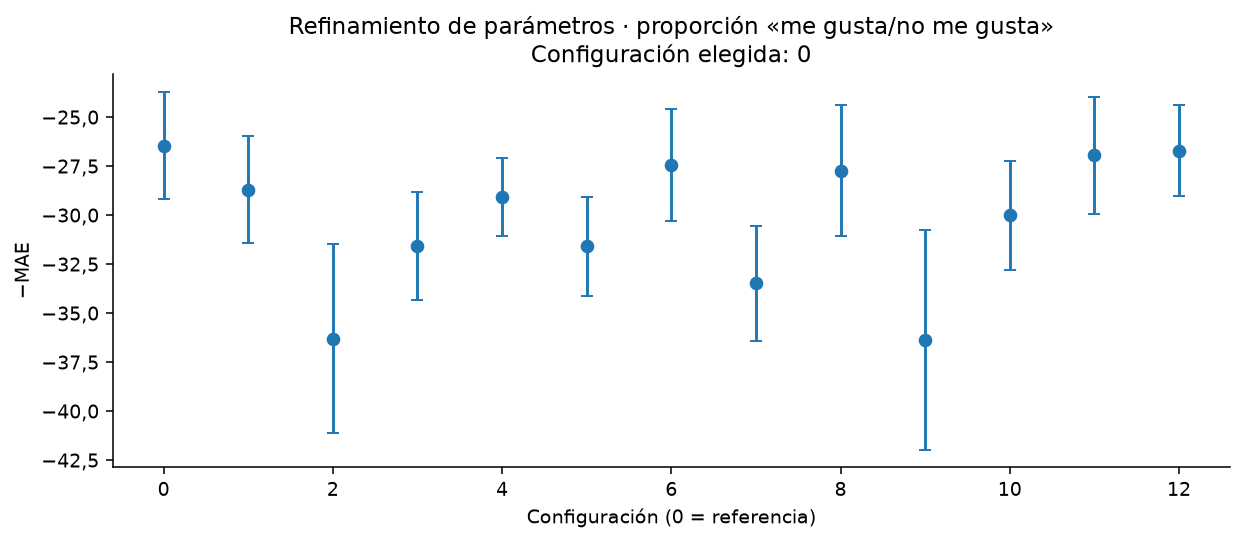 Refinamiento de parámetros · proporción «me gusta/no me gusta»
Configuración elegida: 0
−MAE
−25,0
−27,5
−30,0
−32,5
−35,0
−37,5
−40,0
−42,5
0 2 4 6 8 10 12
Configuración (0 = referencia)